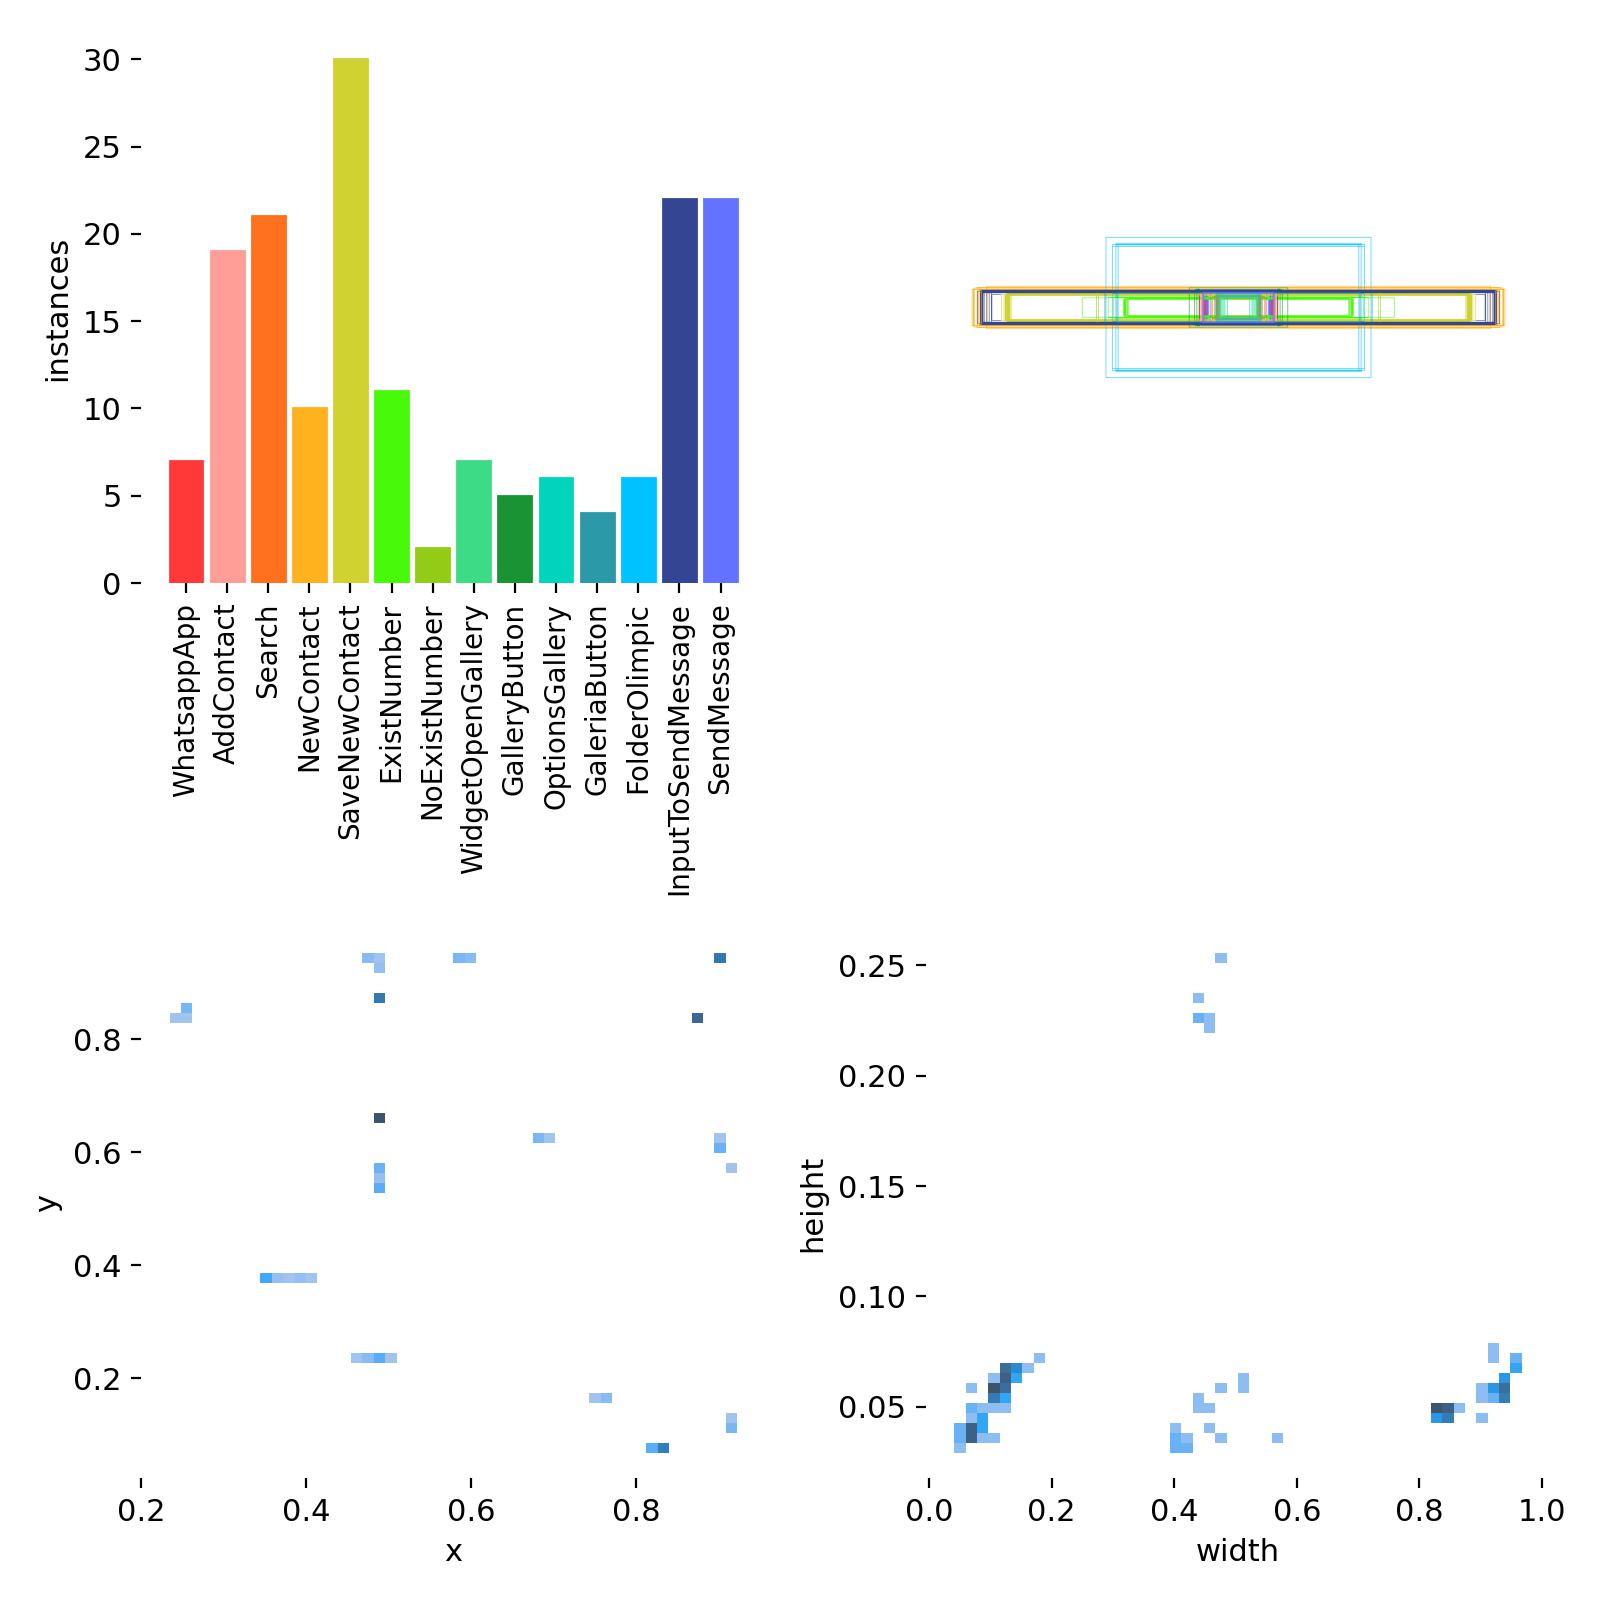 30
25
20
15
10
5
0
instances
WhatsappApp
AddContact
Search
NewContact
SaveNewContact
ExistNumber
NoExistNumber
WidgetOpenGallery
GalleryButton
OptionsGallery
GaleriaButton
FolderOlimpic
InputToSendMessage
SendMessage
0.8
0.6
0.4
0.2
y
0.2 0.4 0.6 0.8
x
0.25
0.20
0.15
0.10
0.05
height
0.0 0.2 0.4 0.6 0.8 1.0
width